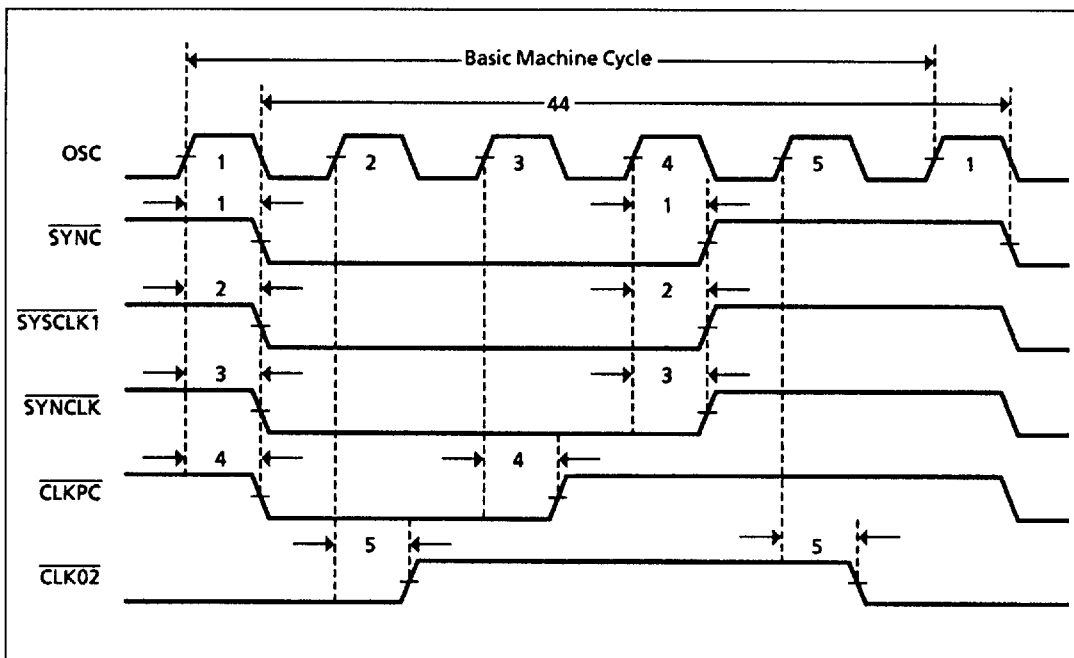 Basic Machine Cycle
44
OSC 1 2 3 4 5 1
1 1
SYNC
2 2
SYSCLK1
3 3
SYNCLK
4 4
CLKPC
5 5
CLK02